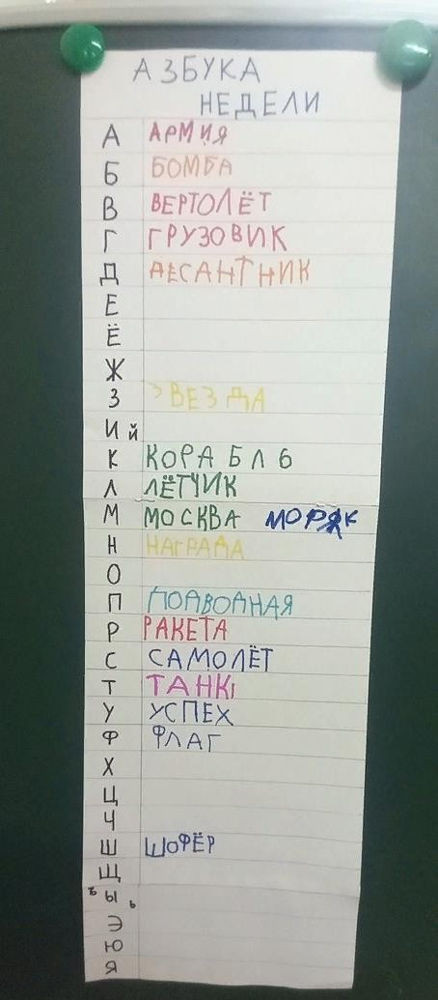 АЗБУКА
НЕДЕЛИ
А АРМИЯ
Б БОМБА
В ВЕРТОЛЁТ
Г ГРУЗОВИК
Д ДЕСАНТНИК
Е
Ё
Ж
З ЗВЕЗДА
И й
К КОРАБЛ6
Л ЛЁТЧИК
М МОСКВА МОРЯК
Н НАГРАДА
О
П ПОДВОДНАЯ
Р РАКЕТА
С САМОЛЁТ
Т ТАНКИ
У УСПЕХ
Ф ФЛАГ
Х
Ц
Ч
Ш ШОФЁР
Щ
ъ Ы ь
Э
Ю
Я